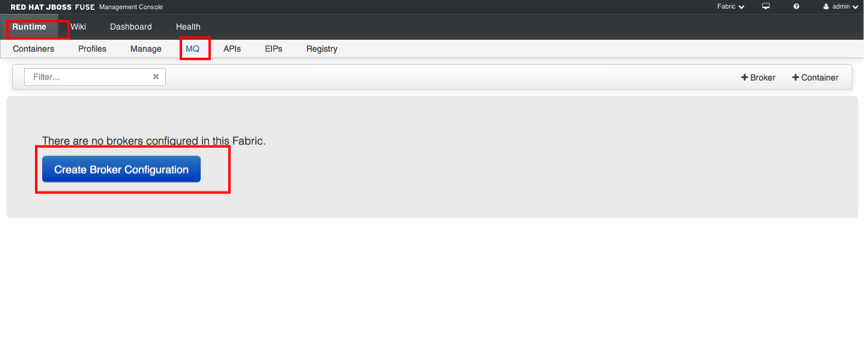 RED HAT JBOSS FUSE Management Console Fabric admin
Runtime Wiki Dashboard Health
Containers Profiles Manage MQ APIs EIPs Registry
Filter... Broker Container
There are no brokers configured in this Fabric.
Create Broker Configuration